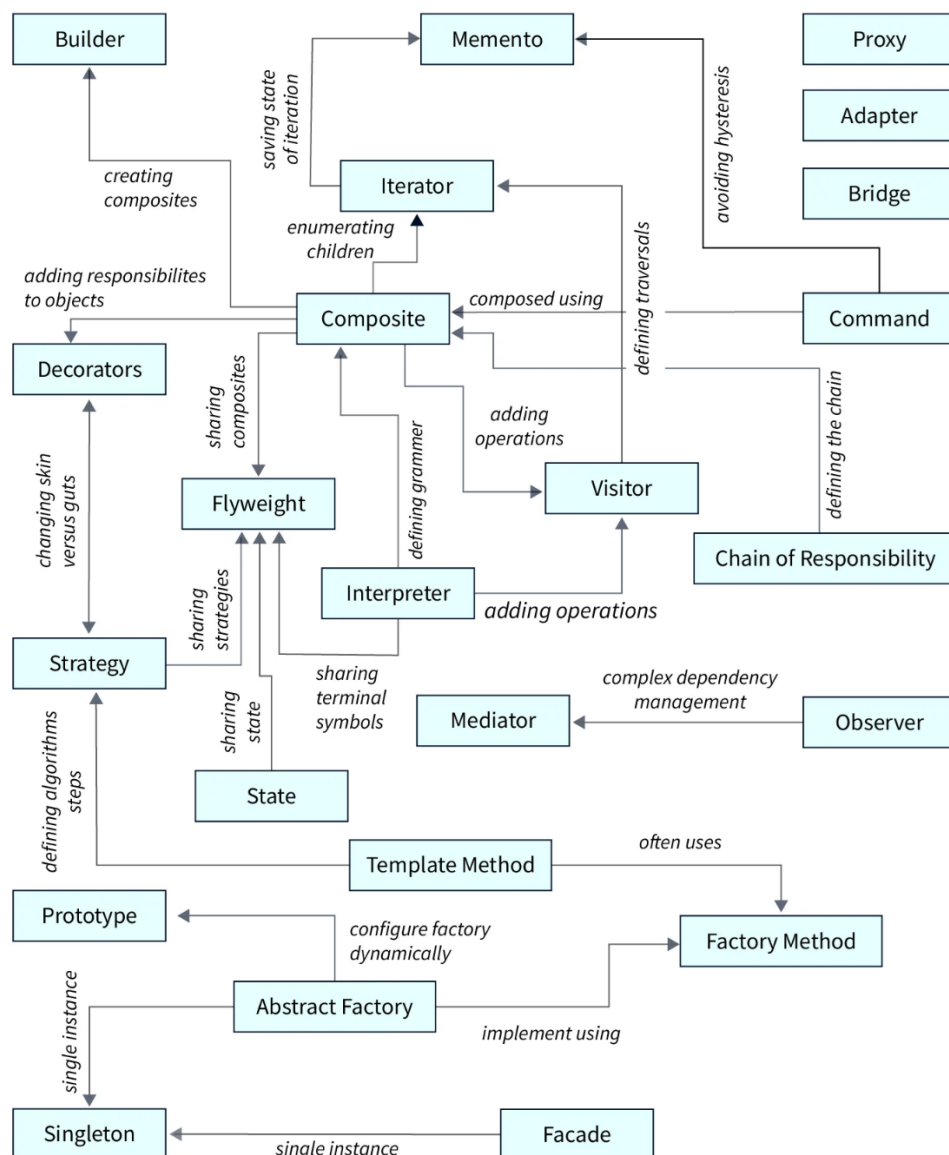 Builder
Memento
Proxy
saving state
of iteration
avoiding hysteresis
Adapter
creating
composites
Iterator
Bridge
enumerating
children
defining traversals
adding responsibilites
to objects
Composite
composed using
Command
Decorators
sharing
composites
adding
operations
defining the chain
changing skin
versus guts
Flyweight
defining grammer
Visitor
Chain of Responsibility
Interpreter
adding operations
sharing
strategies
Strategy
sharing
state
sharing
terminal
symbols
complex dependency
management
Mediator
Observer
defining algorithms
steps
State
often uses
Template Method
Prototype
configure factory
dynamically
Factory Method
Abstract Factory
implement using
single instance
Singleton
single instance
Facade